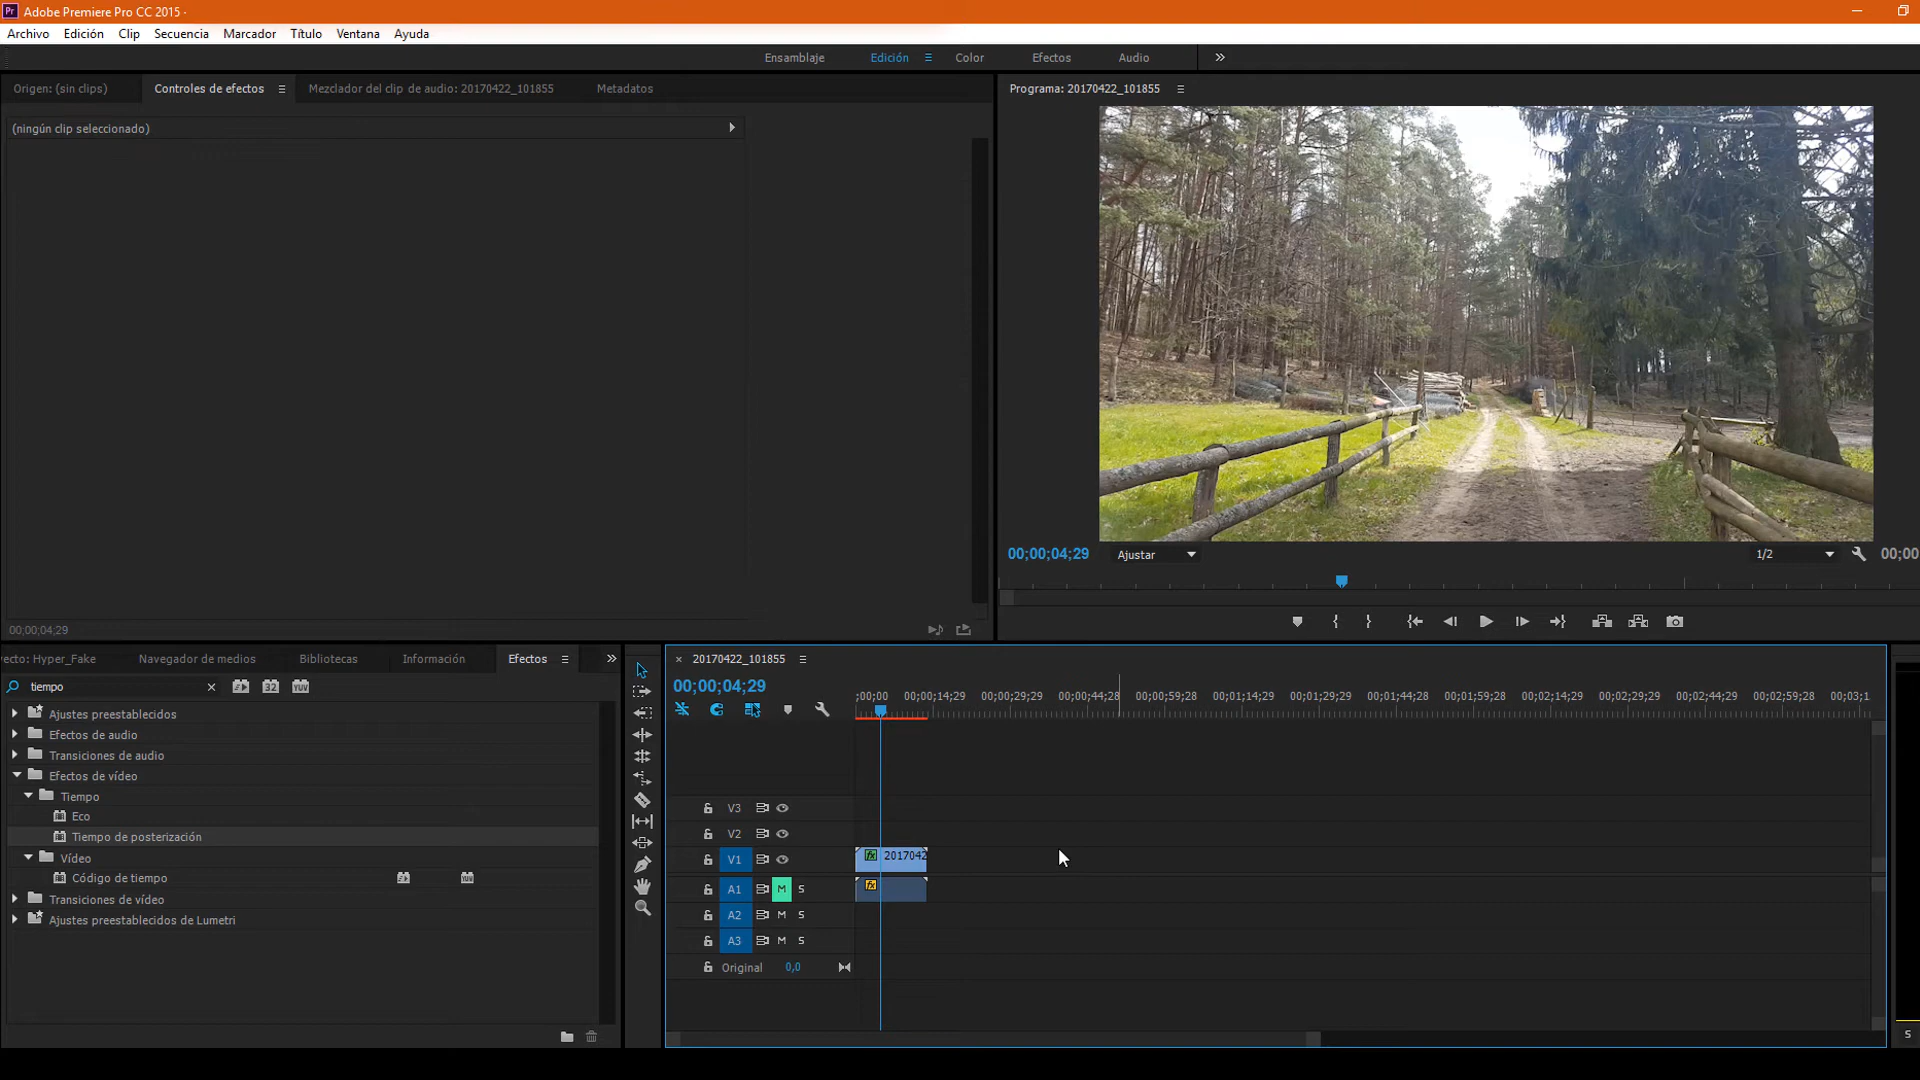 Pr Adobe Premiere Pro CC 2015 ·
Archivo Edición Clip Secuencia Marcador Título Ventana Ayuda
Ensamblaje Edición Color Efectos Audio
Origen: (sin clips) Controles de efectos Mezclador del clip de audio: 20170422_101855 Metadatos
Programa: 20170422_101855
(ningún clip seleccionado)
00;00;04;29 Ajustar 1/2 00;00
00;00;04;29
yecto: Hyper_Fake Navegador de medios Bibliotecas Información Efectos
20170422_101855
tiempo 32 YUV
00;00;04;29
;00;00 00;00;14;29 00;00;29;29 00;00;44;28 00;00;59;28 00;01;14;29 00;01;29;29 00;01;44;28 00;01;59;28 00;02;14;29 00;02;29;29 00;02;44;29 00;02;59;28 00;03;1
Ajustes preestablecidos
Efectos de audio
Transiciones de audio
Efectos de vídeo
Tiempo
Eco
Tiempo de posterización
Vídeo
Código de tiempo YUV
Transiciones de vídeo
Ajustes preestablecidos de Lumetri
V3
V2
V1 fx 2017042
A1 M S fx
A2 M S
A3 M S
Original 0,0
S